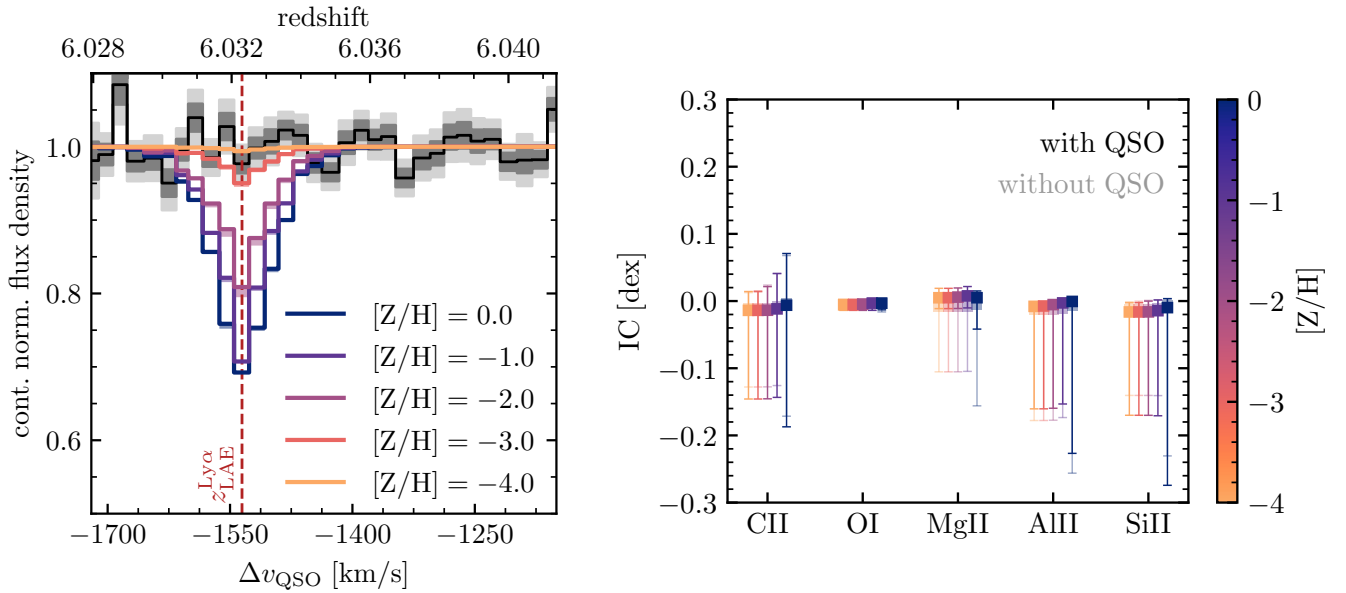 redshift
6.028 6.032 6.036 6.040
1.0
0.8
0.6
cont. norm. flux density
[Z/H] = 0.0
[Z/H] = −1.0
[Z/H] = −2.0
[Z/H] = −3.0
[Z/H] = −4.0
z_LAE^Lyα
−1700 −1550 −1400 −1250
Δv_QSO [km/s]
0.3
0.2
0.1
0.0
−0.1
−0.2
−0.3
IC [dex]
with QSO
without QSO
CII OI MgII AlII SiII
0
−1
−2
−3
−4
[Z/H]